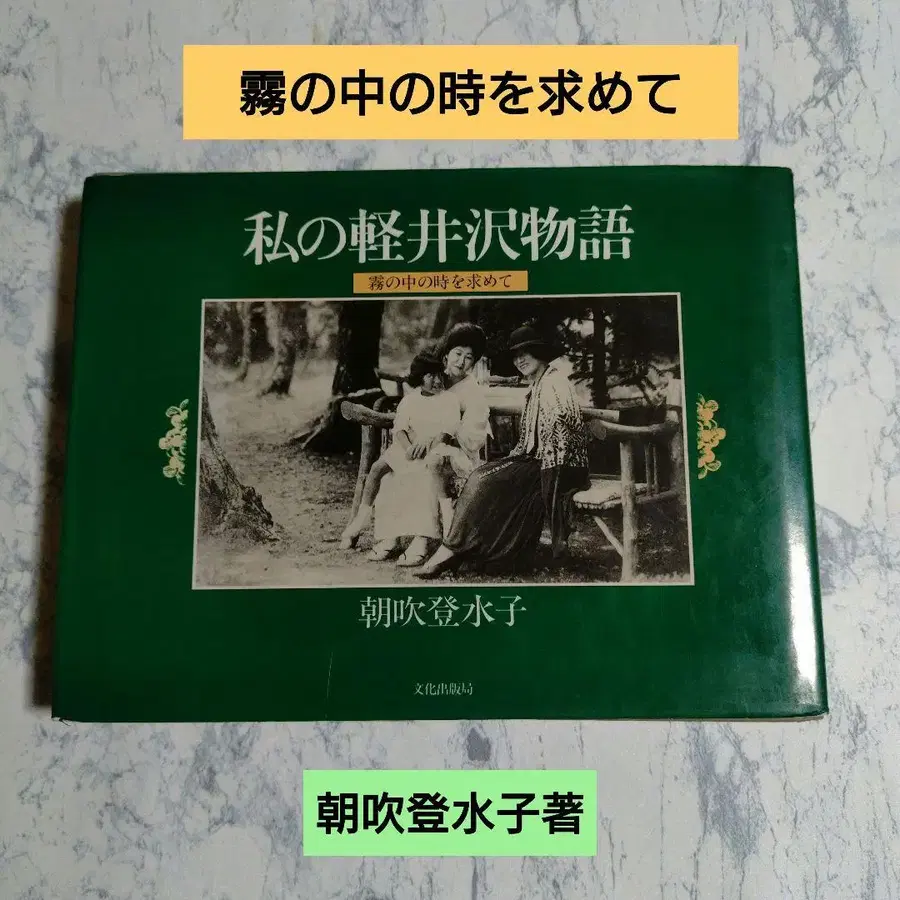 霧の中の時を求めて
私の軽井沢物語
霧の中の時を求めて
朝吹登水子
文化出版局
朝吹登水子著